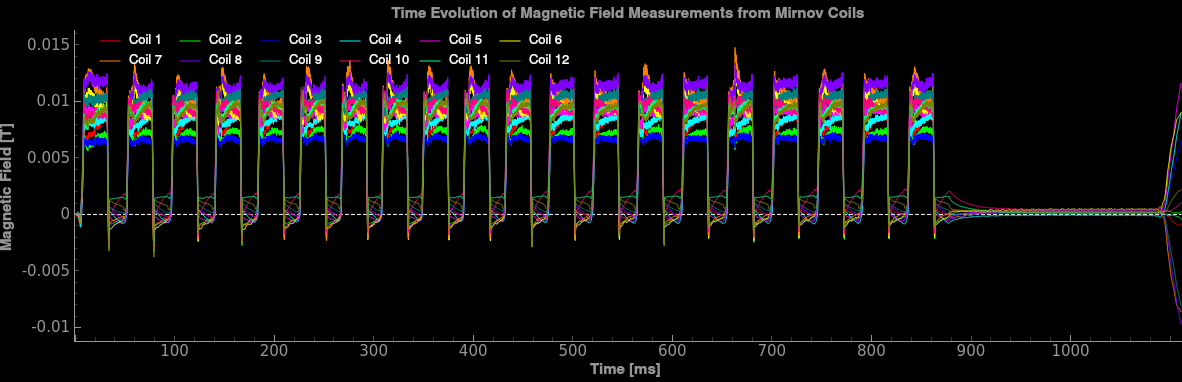 Time Evolution of Magnetic Field Measurements from Mirnov Coils
Coil 1 Coil 2 Coil 3 Coil 4 Coil 5 Coil 6
Coil 7 Coil 8 Coil 9 Coil 10 Coil 11 Coil 12
Magnetic Field [T]
0.015
0.01
0.005
0
-0.005
-0.01
100 200 300 400 500 600 700 800 900 1000
Time [ms]